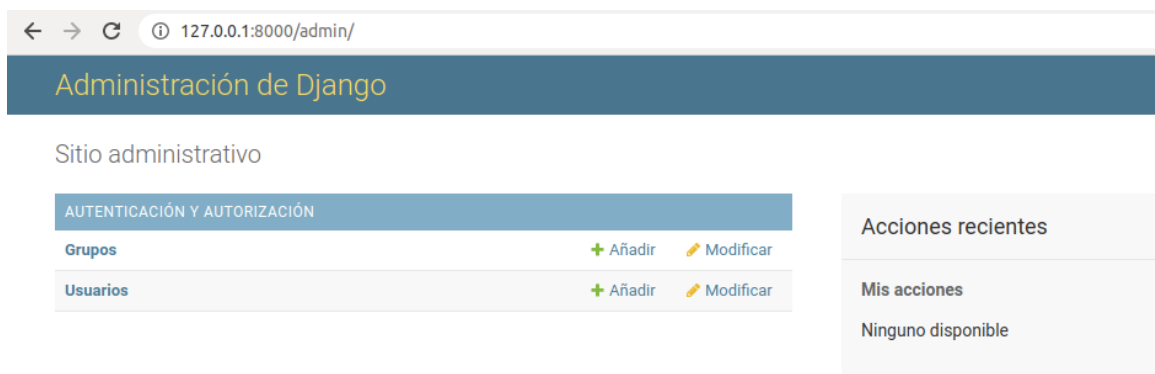 127.0.0.1:8000/admin/
Administración de Django
Sitio administrativo
AUTENTICACIÓN Y AUTORIZACIÓN
Grupos Añadir Modificar
Usuarios Añadir Modificar
Acciones recientes
Mis acciones
Ninguno disponible